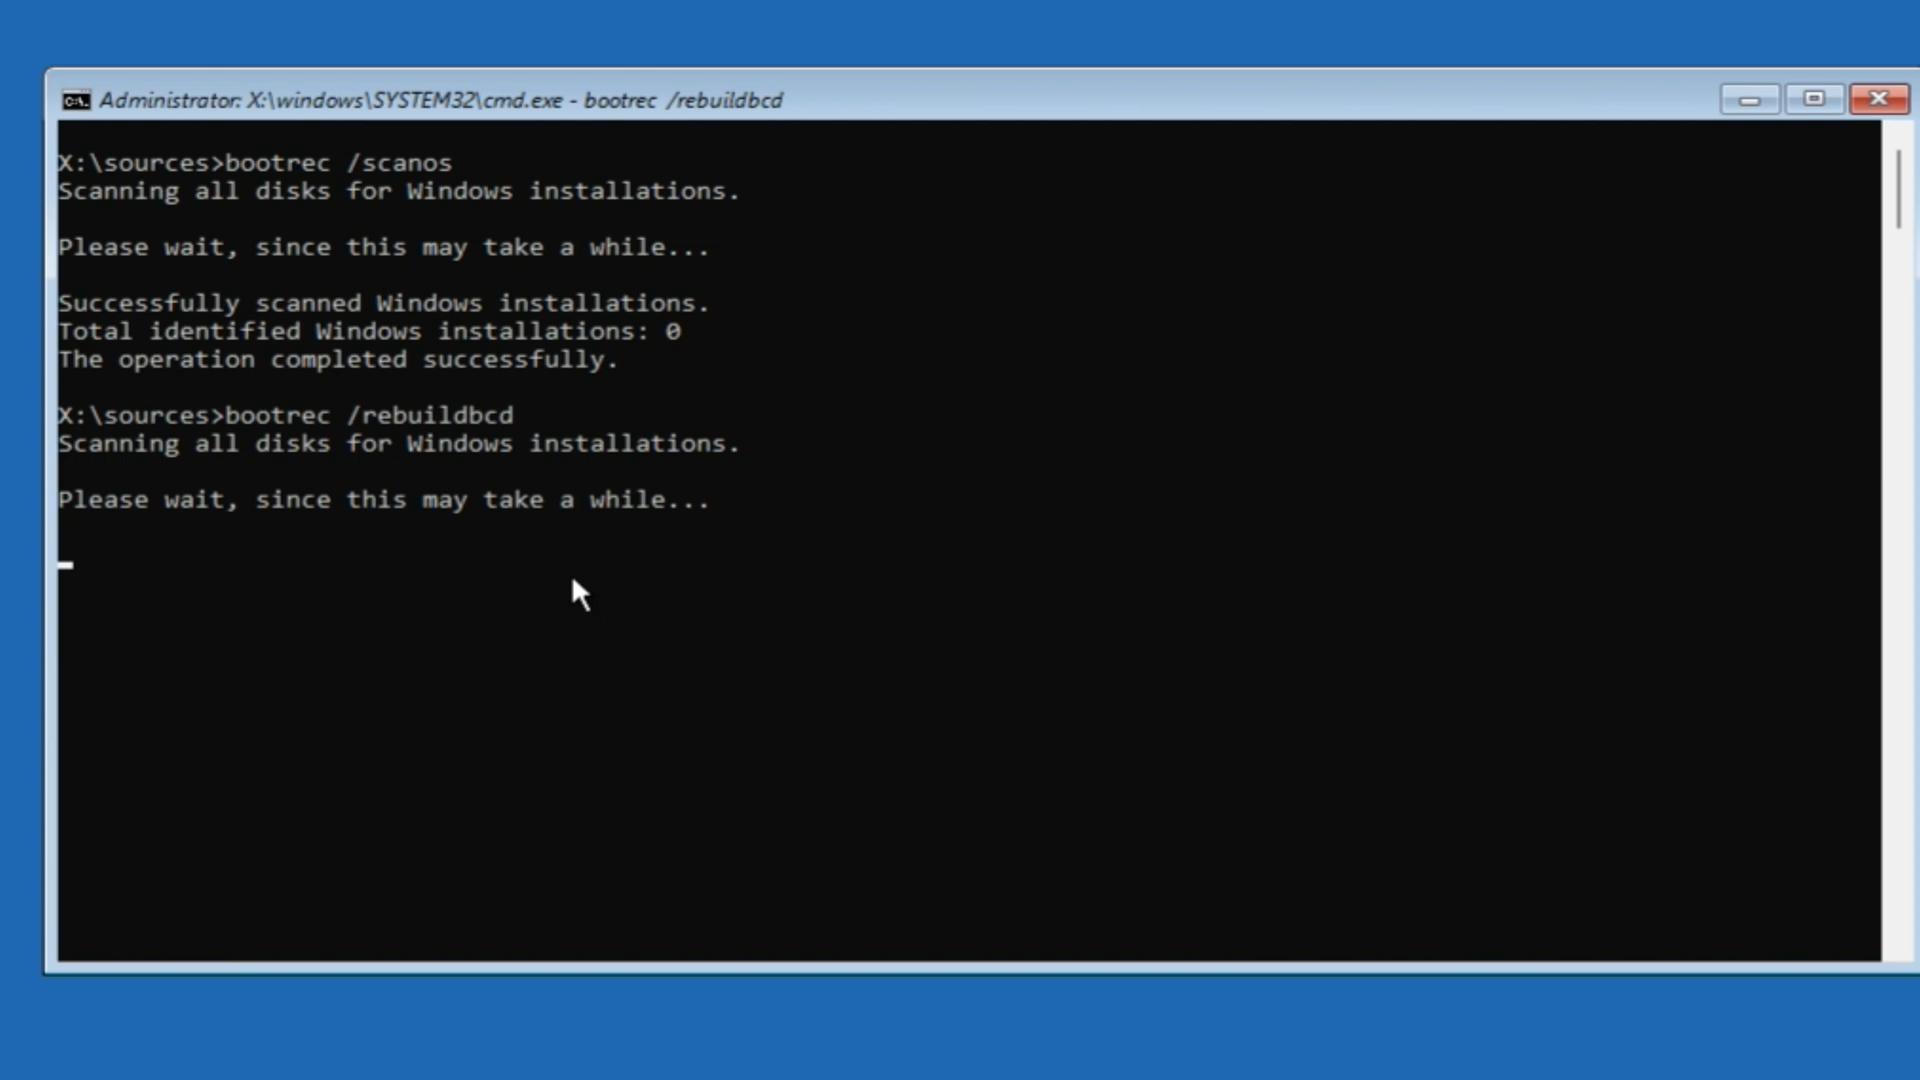 Administrator: X:\windows\SYSTEM32\cmd.exe - bootrec /rebuildbcd
X:\sources>bootrec /scanos
Scanning all disks for Windows installations.
Please wait, since this may take a while...
Successfully scanned Windows installations.
Total identified Windows installations: 0
The operation completed successfully.
X:\sources>bootrec /rebuildbcd
Scanning all disks for Windows installations.
Please wait, since this may take a while...